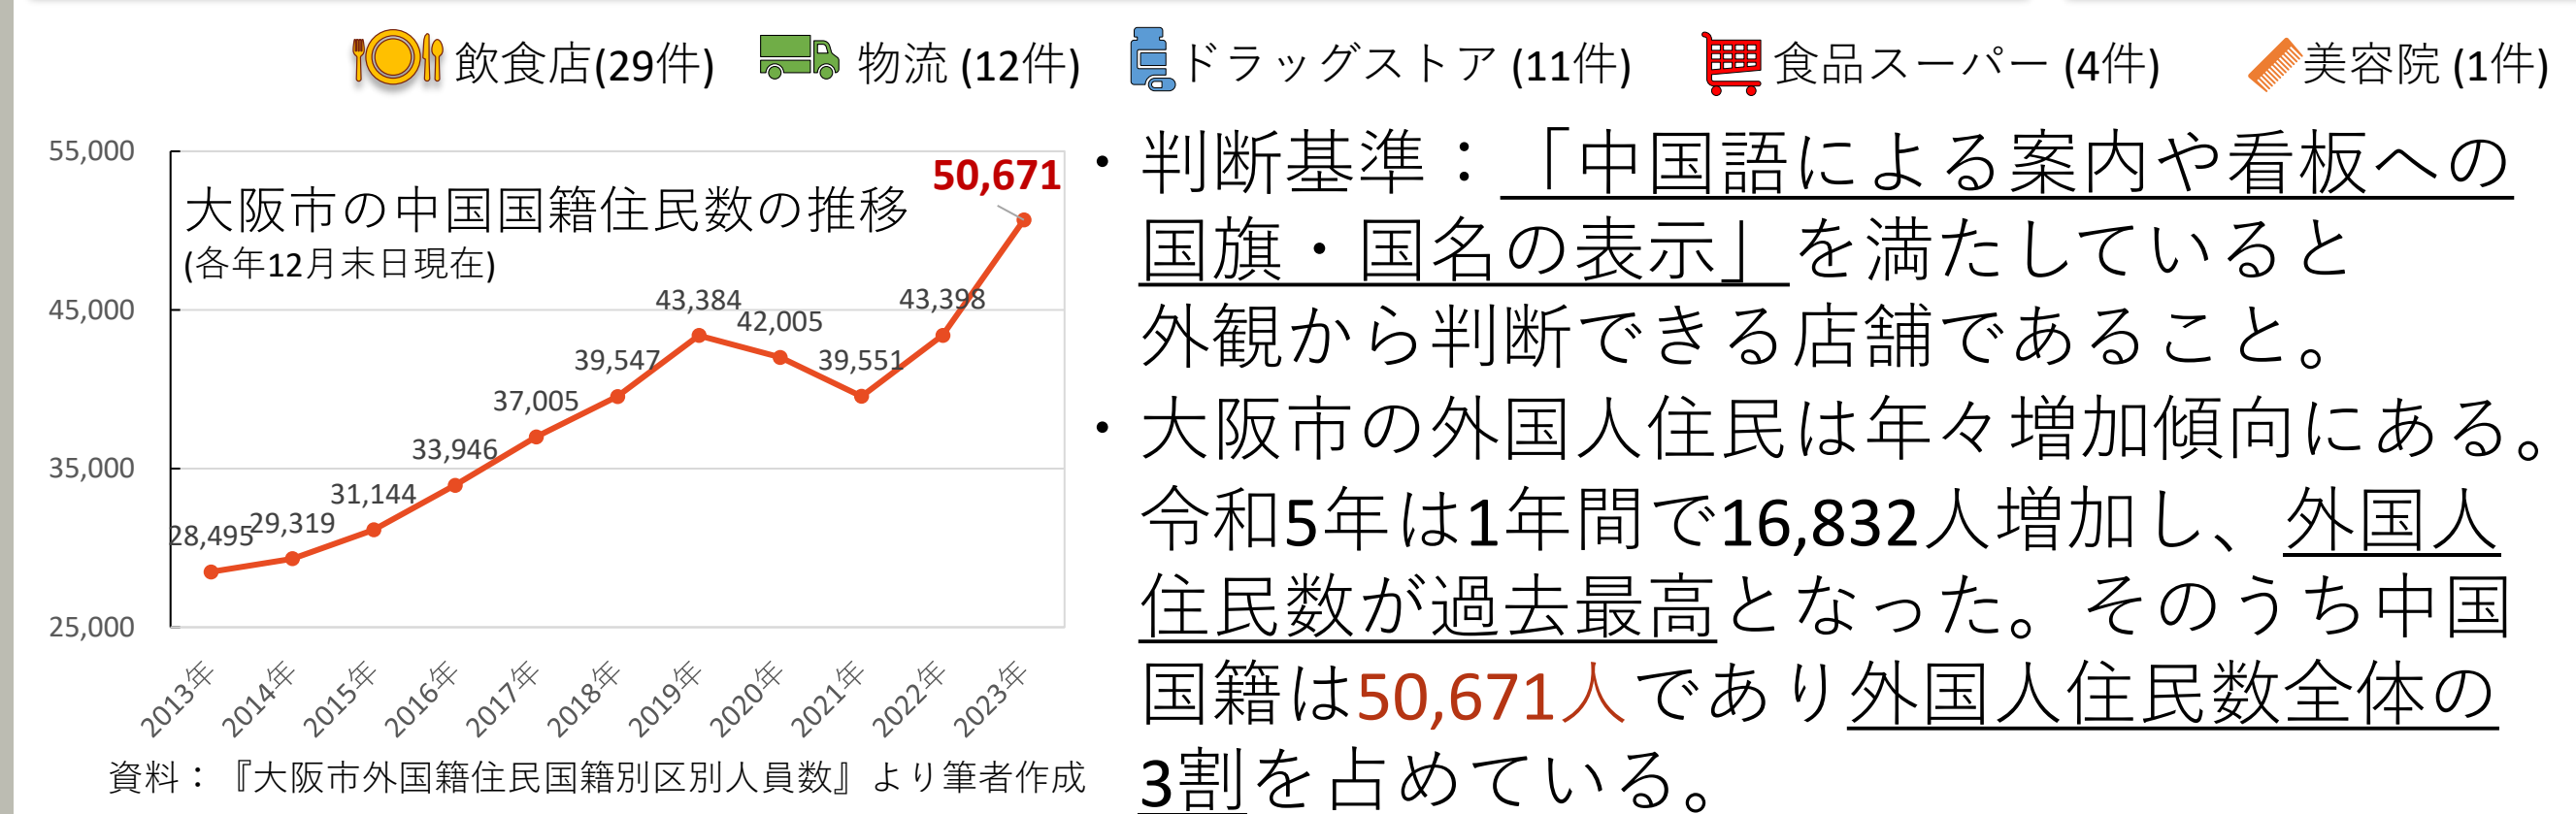 飲食店(29件) 物流 (12件) ドラッグストア (11件) 食品スーパー (4件) 美容院 (1件)
大阪市の中国国籍住民数の推移
(各年12月末日現在)
55,000
45,000
35,000
25,000
28,495
29,319
31,144
33,946
37,005
39,547
43,384
42,005
39,551
43,398
50,671
2013年
2014年
2015年
2016年
2017年
2018年
2019年
2020年
2021年
2022年
2023年
資料：『大阪市外国籍住民国籍別区別人員数』より筆者作成
・判断基準：「中国語による案内や看板への
国旗・国名の表示」を満たしていると
外観から判断できる店舗であること。
・大阪市の外国人住民は年々増加傾向にある。
令和5年は1年間で16,832人増加し、外国人
住民数が過去最高となった。そのうち中国
国籍は50,671人であり外国人住民数全体の
3割を占めている。